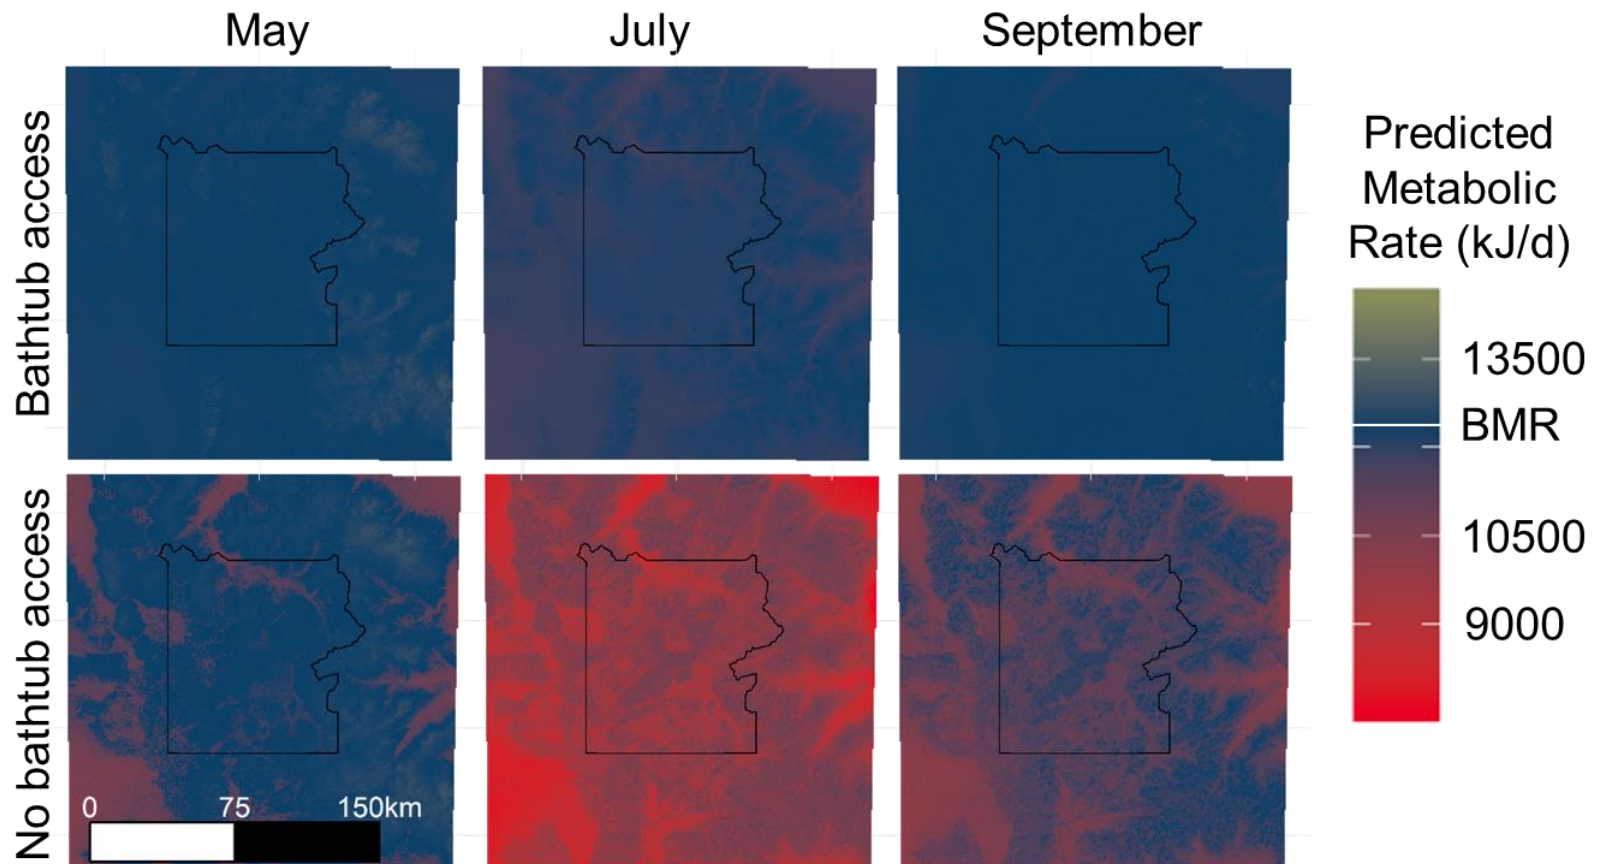 May
July
September
Bathtub access
No bathtub access
0 75 150km
Predicted
Metabolic
Rate (kJ/d)
13500
BMR
10500
9000